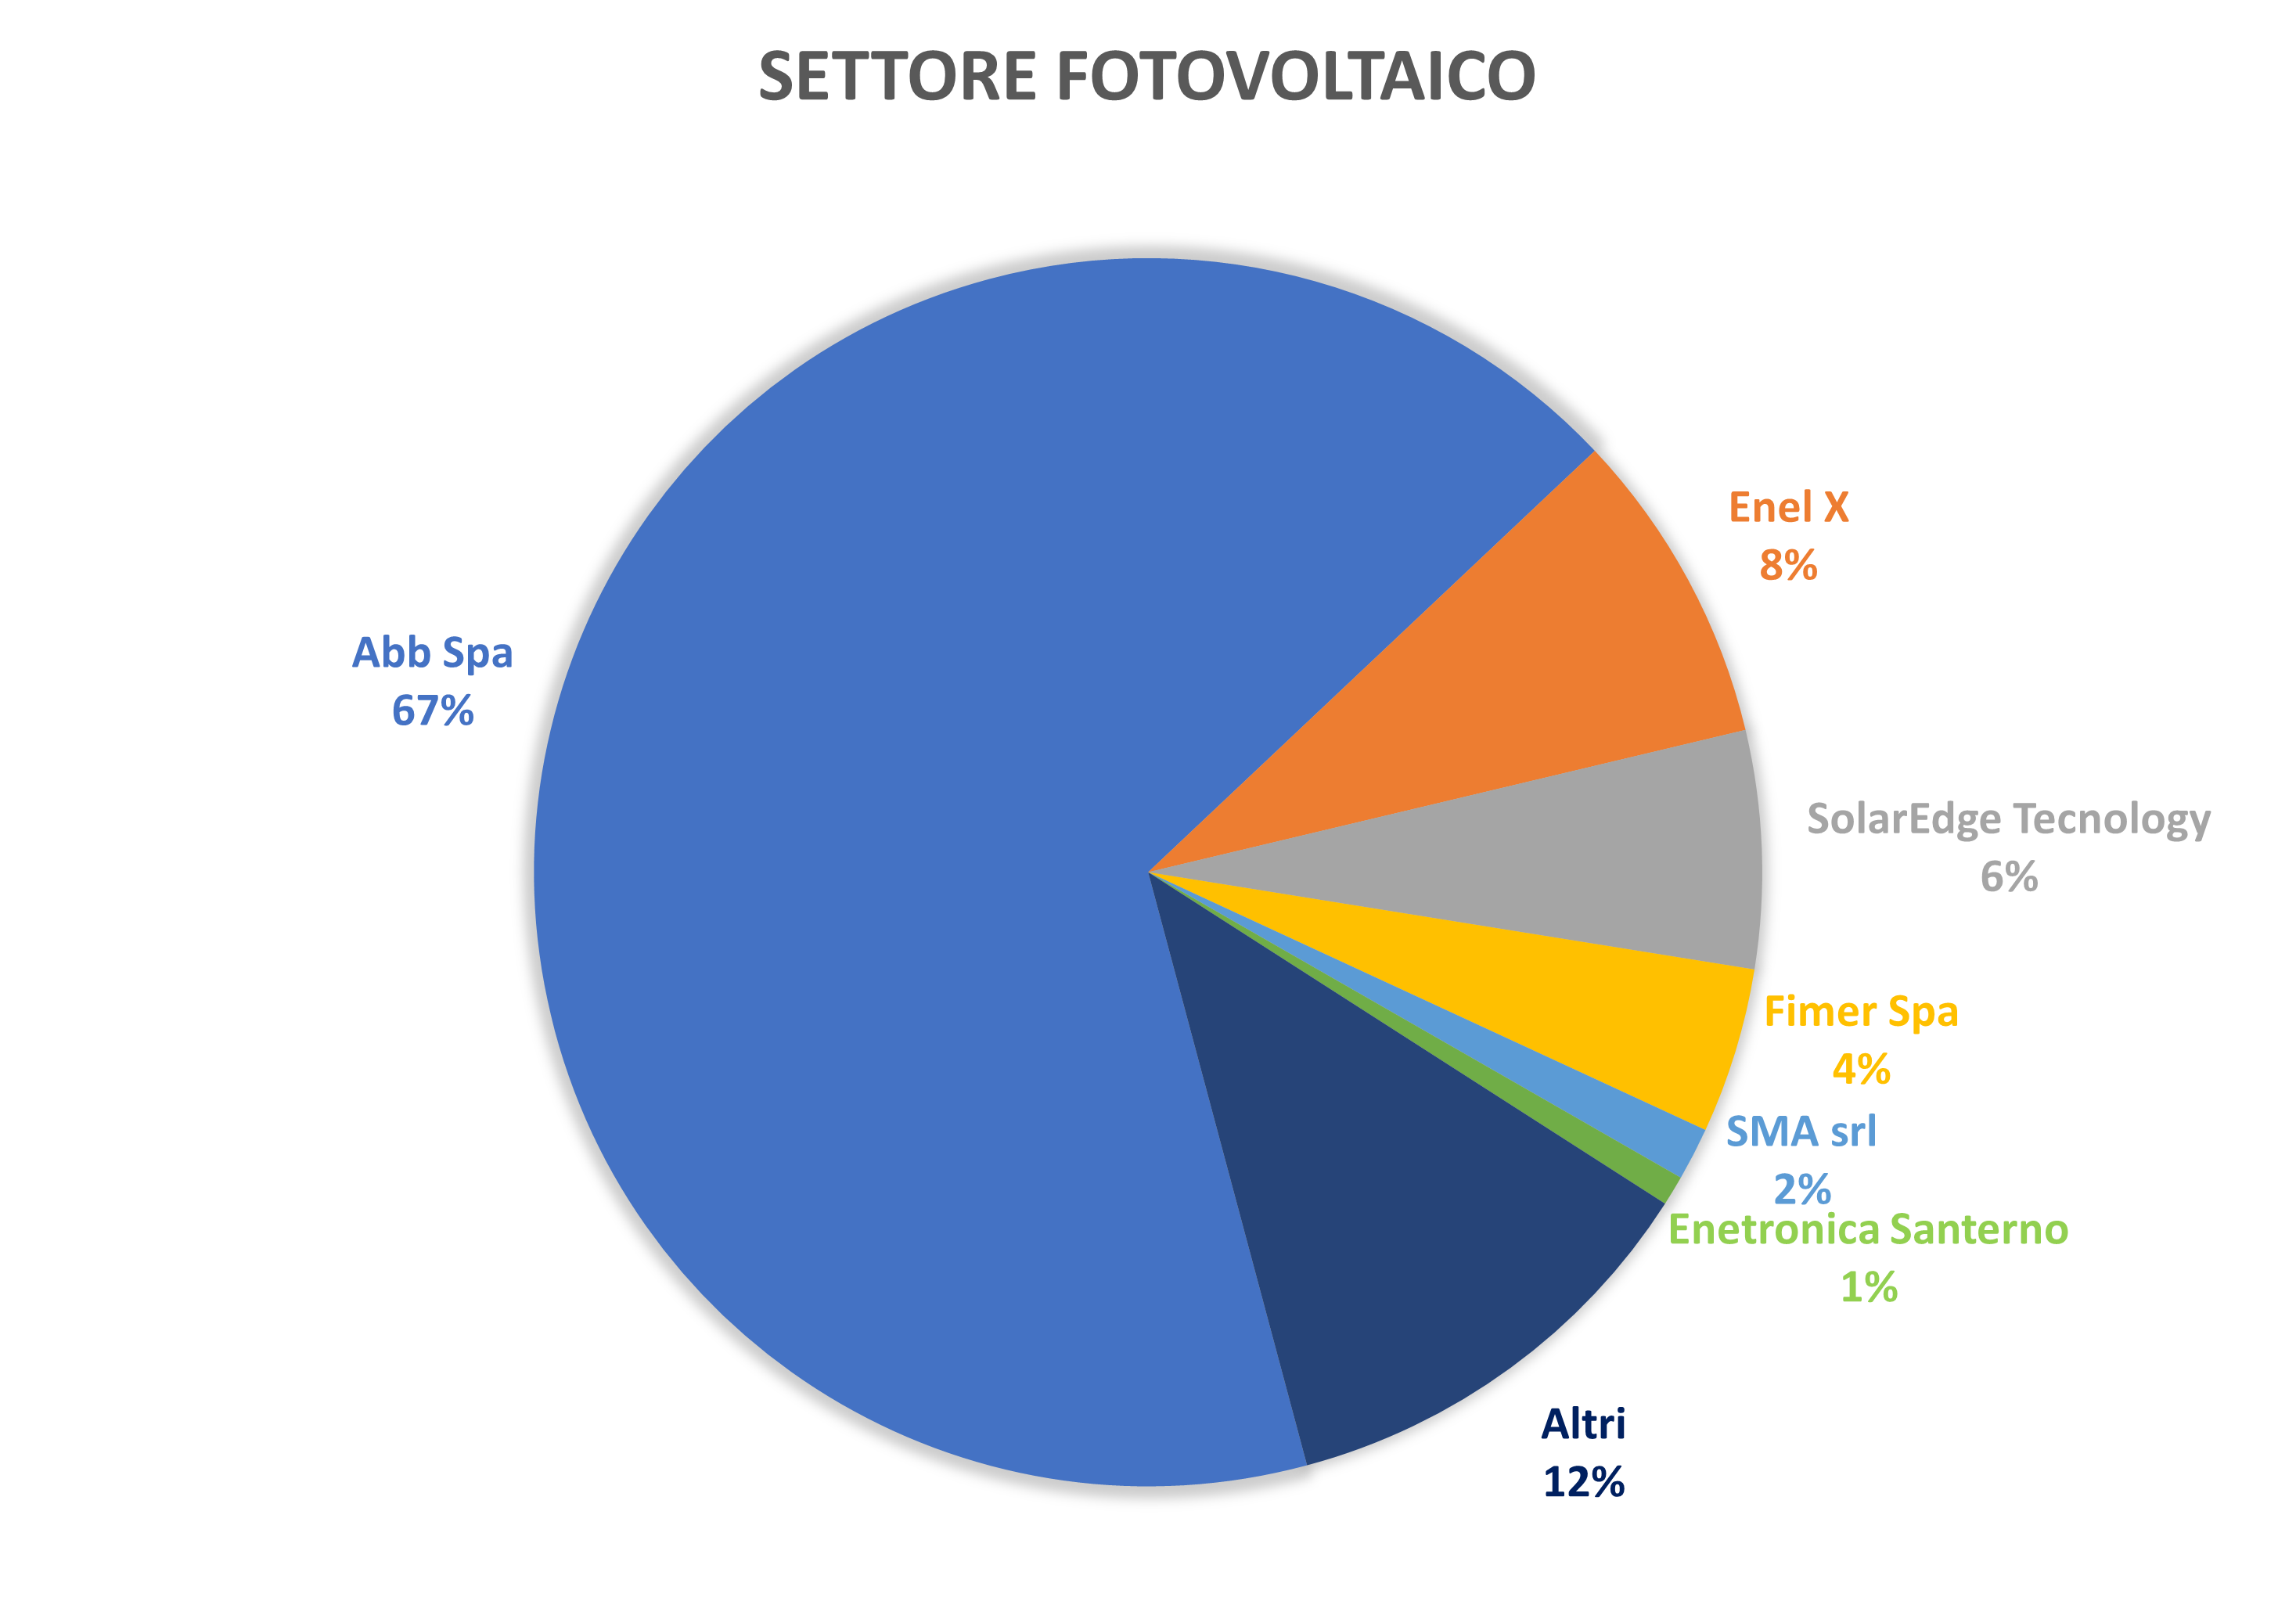 SETTORE FOTOVOLTAICO
Enel X
8%
Abb Spa
67%
SolarEdge Tecnology
6%
Fimer Spa
4%
SMA srl
2%
Enetronica Santerno
1%
Altri
12%